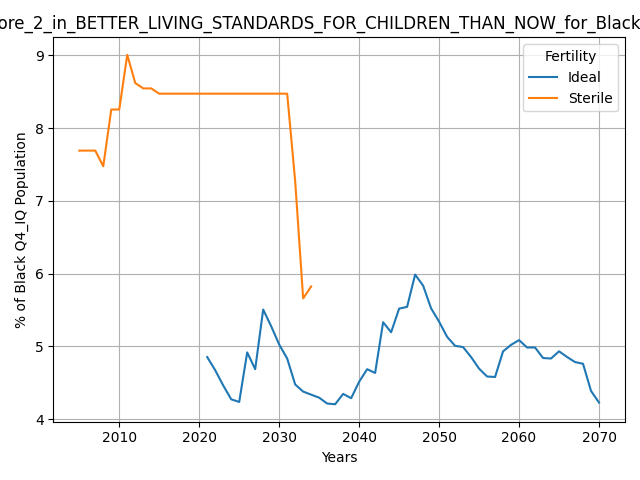 ore_2_in_BETTER_LIVING_STANDARDS_FOR_CHILDREN_THAN_NOW_for_Black
Fertility
Ideal
Sterile
% of Black Q4_IQ Population
9
8
7
6
5
4
2010 2020 2030 2040 2050 2060 2070
Years